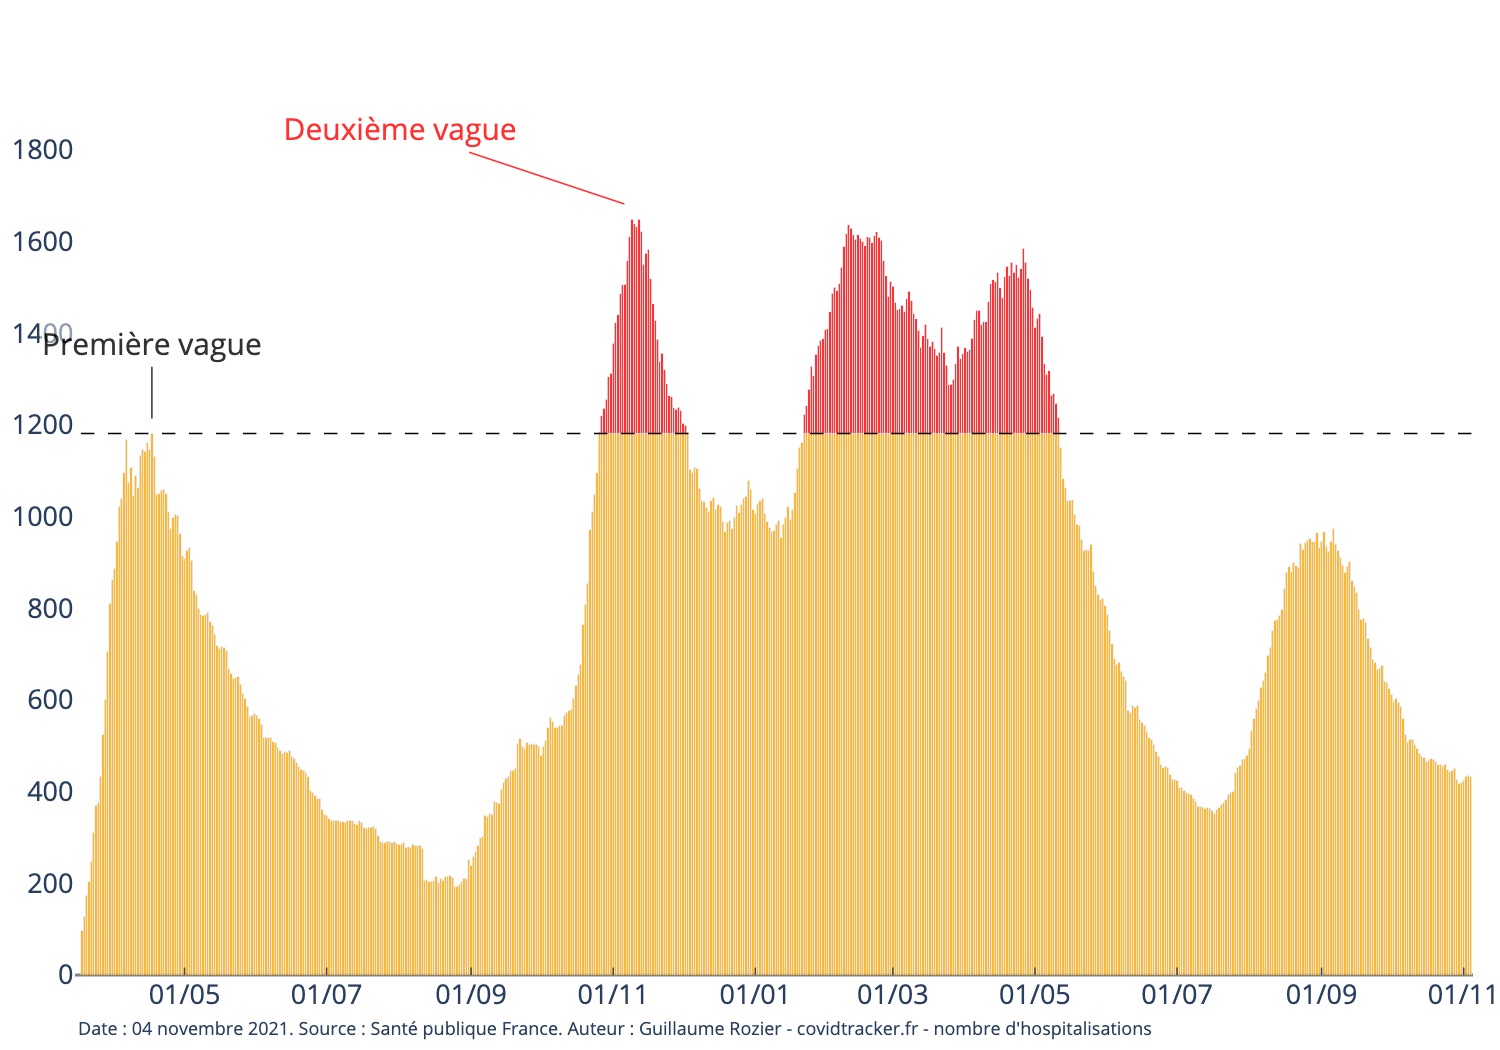 Deuxième vague
1800
1600
1400
Première vague
1200
1000
800
600
400
200
0
01/05 01/07 01/09 01/11 01/01 01/03 01/05 01/07 01/09 01/11
Date : 04 novembre 2021. Source : Santé publique France. Auteur : Guillaume Rozier - covidtracker.fr - nombre d'hospitalisations